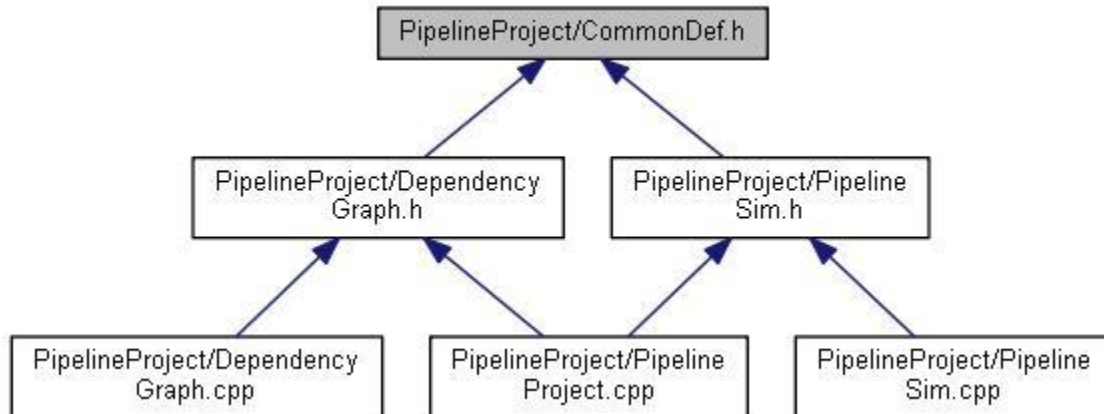 PipelineProject/CommonDef.h
PipelineProject/Dependency
Graph.h
PipelineProject/Pipeline
Sim.h
PipelineProject/Dependency
Graph.cpp
PipelineProject/Pipeline
Project.cpp
PipelineProject/Pipeline
Sim.cpp